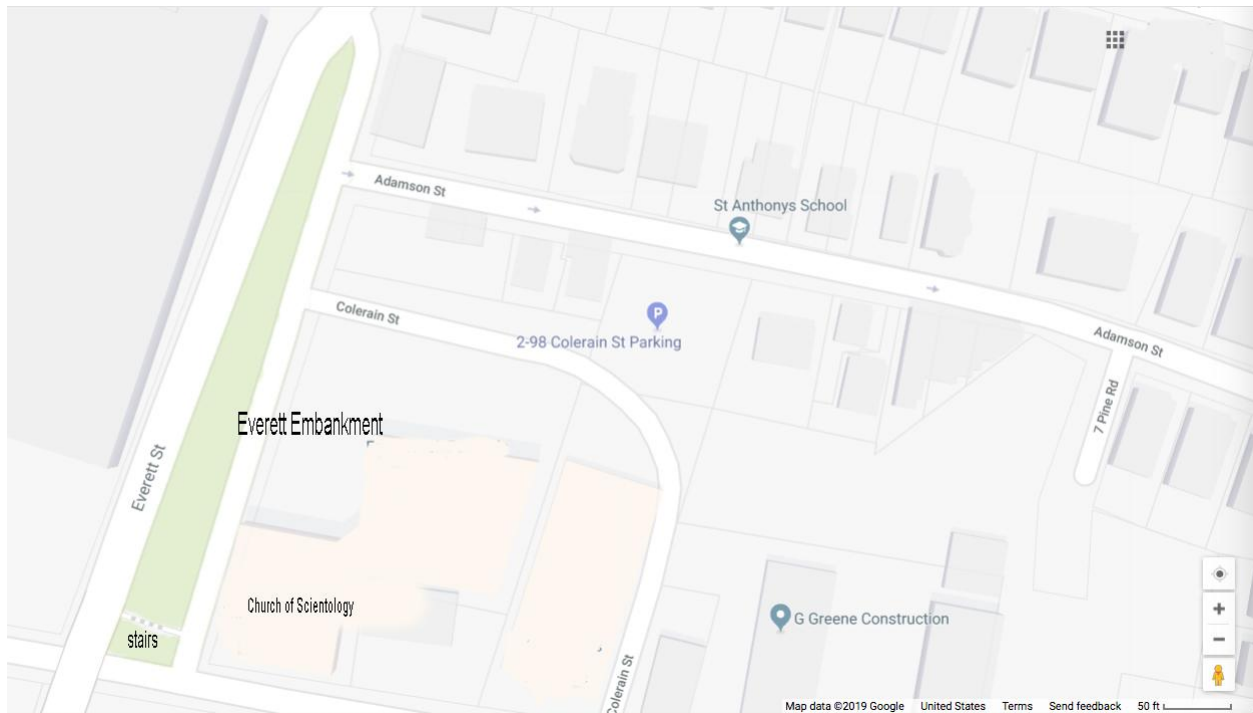 Adamson St
St Anthonys School
Colerain St
P
2-98 Colerain St Parking
Adamson St
7 Pine Rd
Everett Embankment
Everett St
Church of Scientology
G Greene Construction
stairs
Colerain St
Map data ©2019 Google United States Terms Send feedback 50 ft